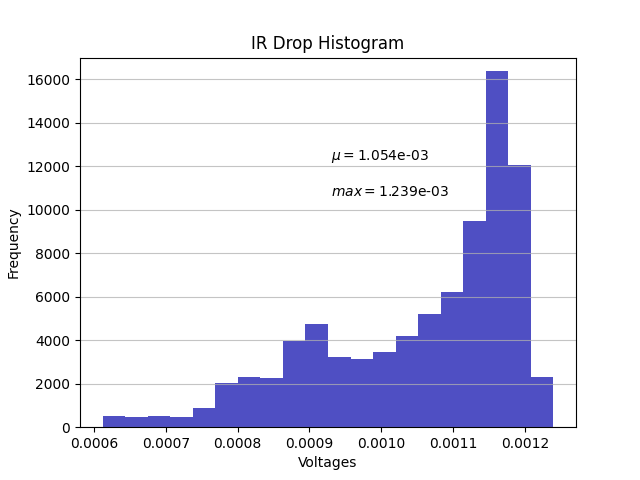 IR Drop Histogram
16000
14000
12000
10000
8000
6000
4000
2000
0
Frequency
μ = 1.054e-03
max = 1.239e-03
0.0006 0.0007 0.0008 0.0009 0.0010 0.0011 0.0012
Voltages